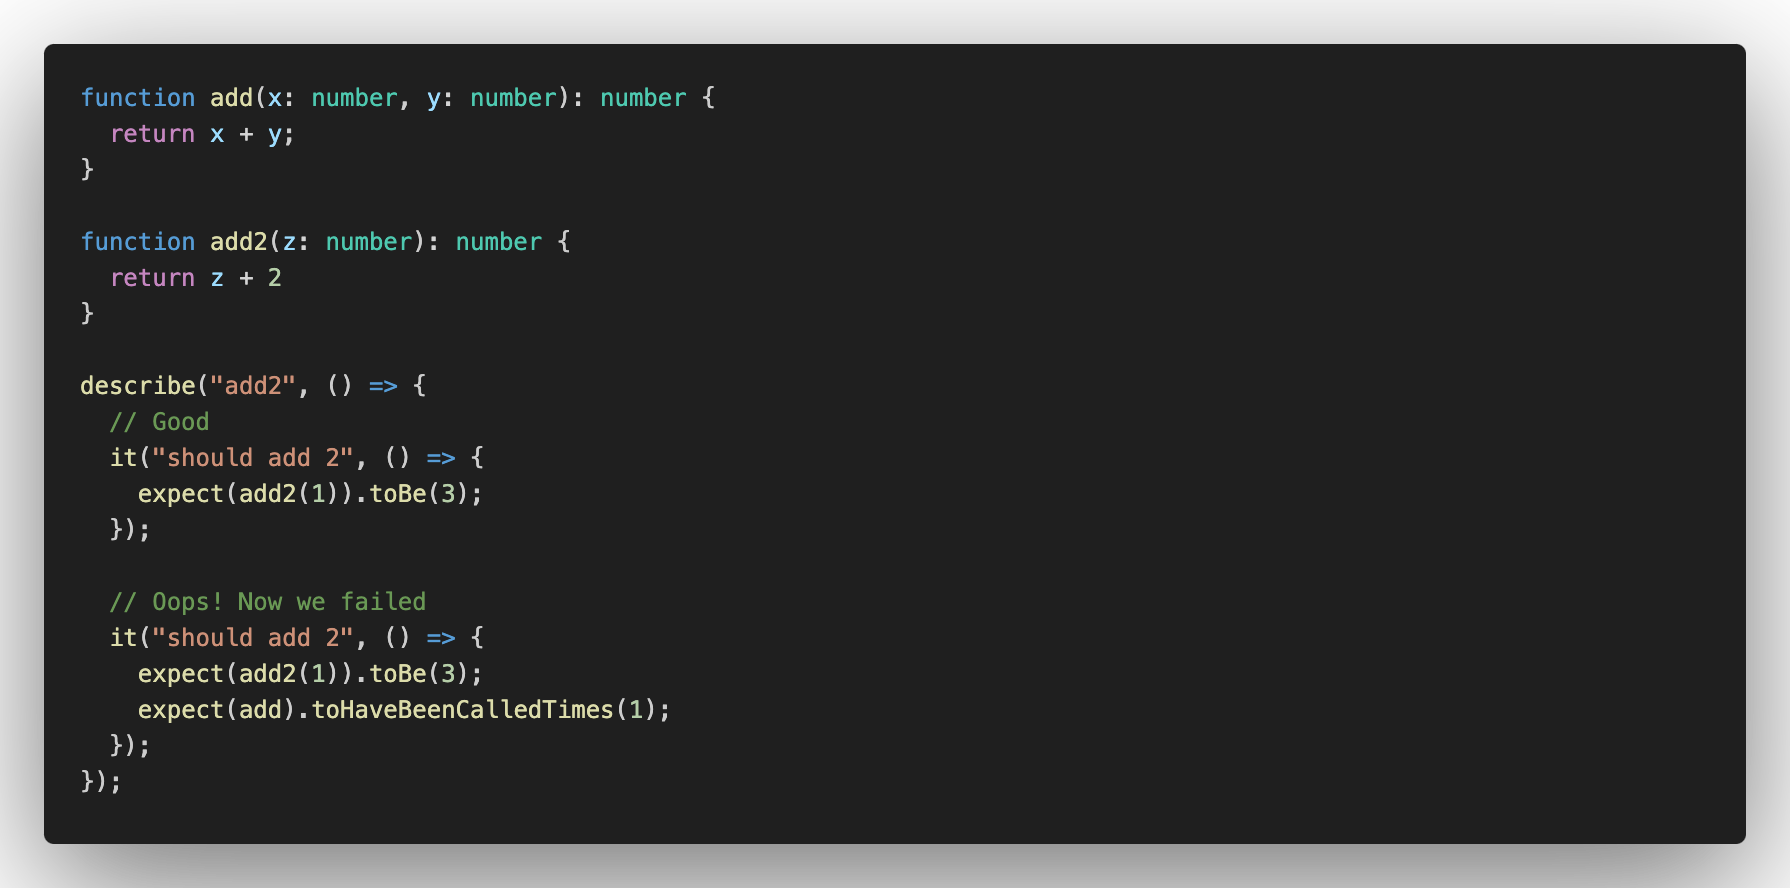 function add(x: number, y: number): number {
  return x + y;
}

function add2(z: number): number {
  return z + 2
}

describe("add2", () => {
  // Good
  it("should add 2", () => {
    expect(add2(1)).toBe(3);
  });

  // Oops! Now we failed
  it("should add 2", () => {
    expect(add2(1)).toBe(3);
    expect(add).toHaveBeenCalledTimes(1);
  });
});